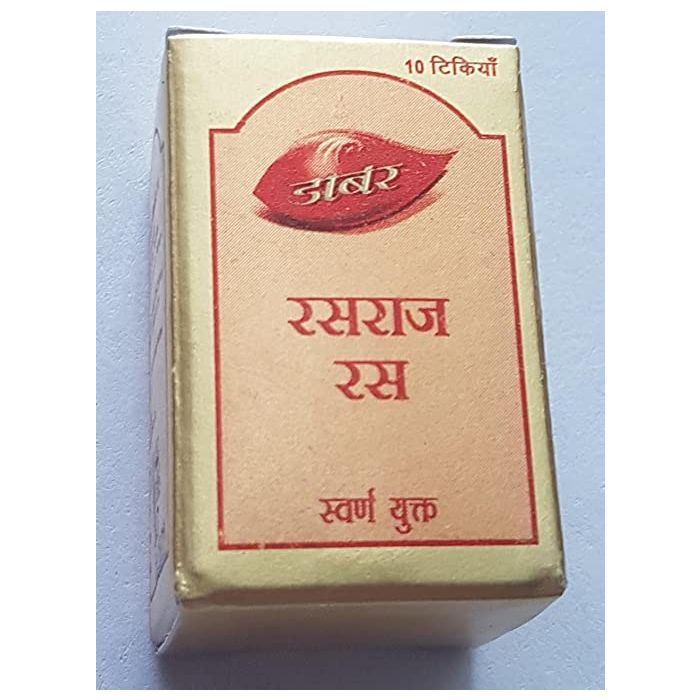 10 टिकियाँ
डाबर
रसराज
रस
स्वर्ण युक्त